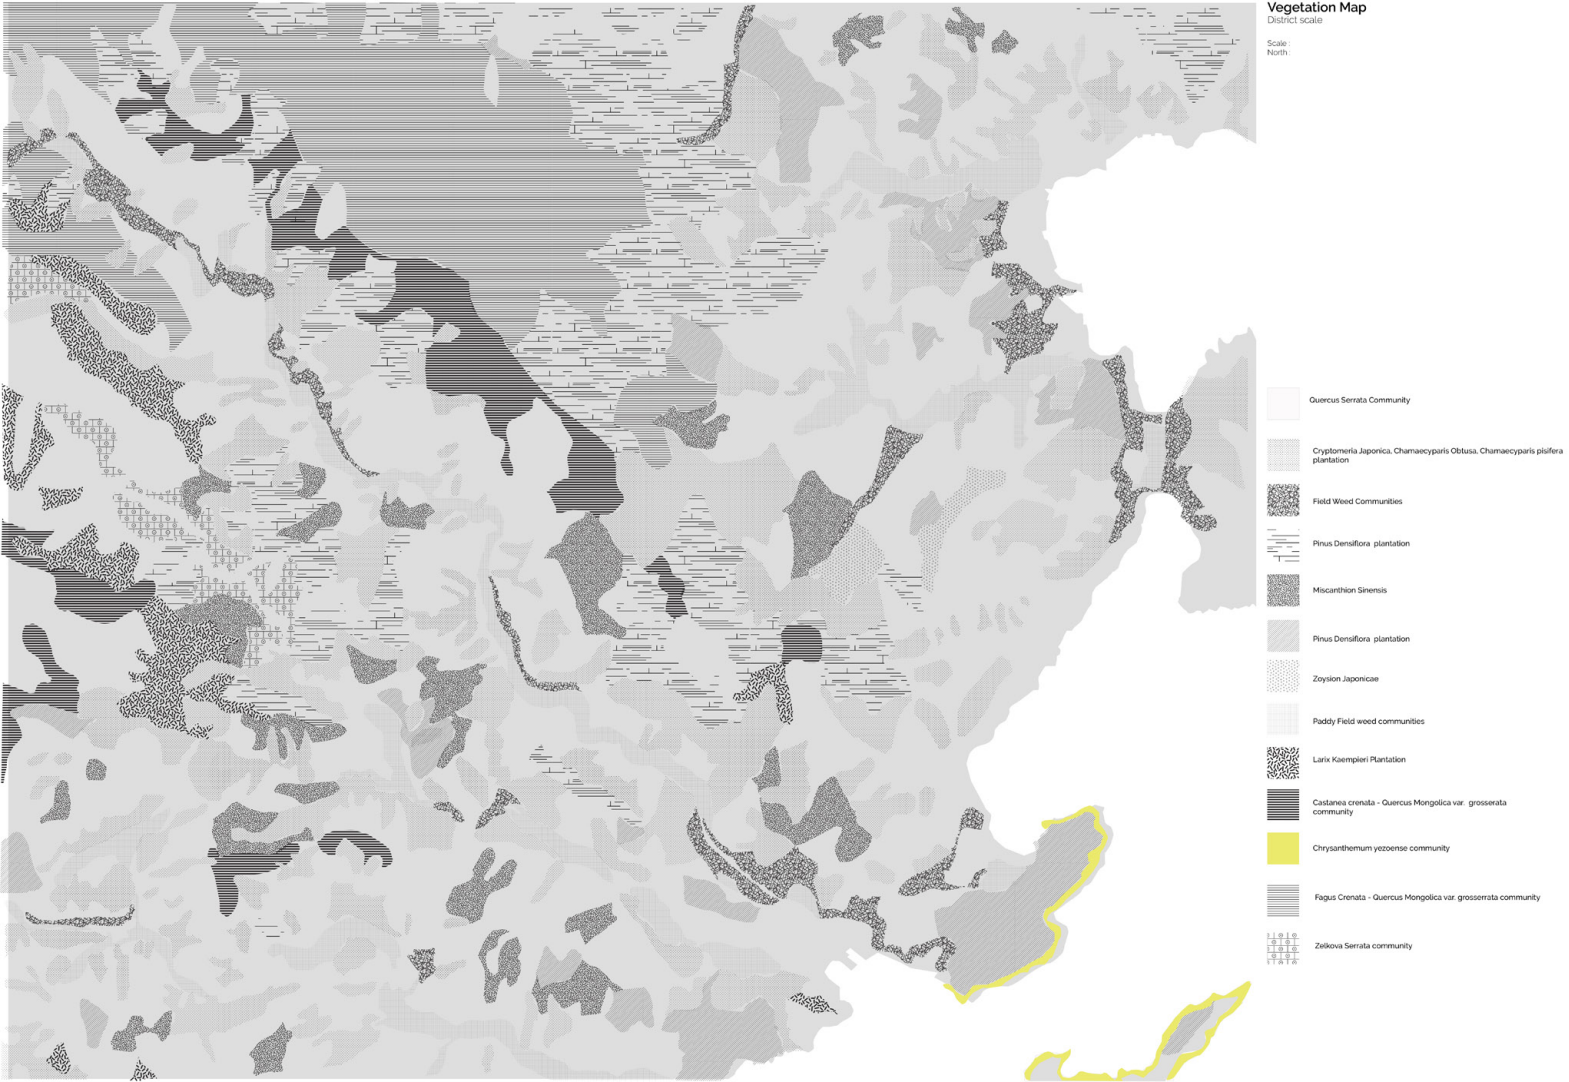 Vegetation Map
District scale
Scale :
North :
Quercus Serrata Community
Cryptomeria Japonica, Chamaecyparis Obtusa, Chamaecyparis pisifera
plantation
Field Weed Communities
Pinus Densiflora plantation
Miscanthion Sinensis
Pinus Densiflora plantation
Zoysion Japonicae
Paddy Field weed communities
Larix Kaempieri Plantation
Castanea crenata - Quercus Mongolica var. grosserata
community
Chrysanthemum yezoense community
Fagus Crenata - Quercus Mongolica var. grosserrata community
Zelkova Serrata community